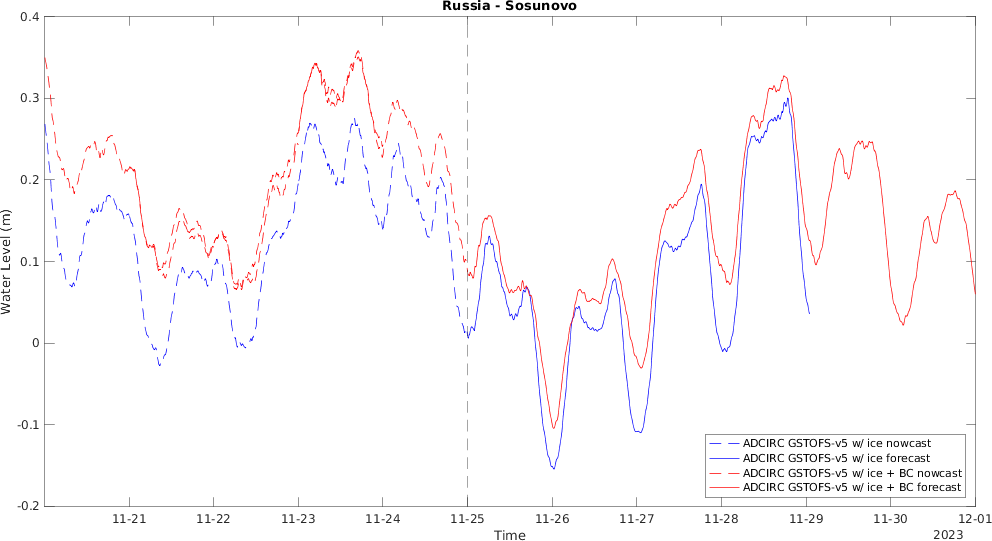 Russia - Sosunovo
0.4
0.3
0.2
0.1
0
-0.1
-0.2
Water Level (m)
ADCIRC GSTOFS-v5 w/ ice nowcast
ADCIRC GSTOFS-v5 w/ ice forecast
ADCIRC GSTOFS-v5 w/ ice + BC nowcast
ADCIRC GSTOFS-v5 w/ ice + BC forecast
11-21 11-22 11-23 11-24 11-25 11-26 11-27 11-28 11-29 11-30 12-01
Time
2023